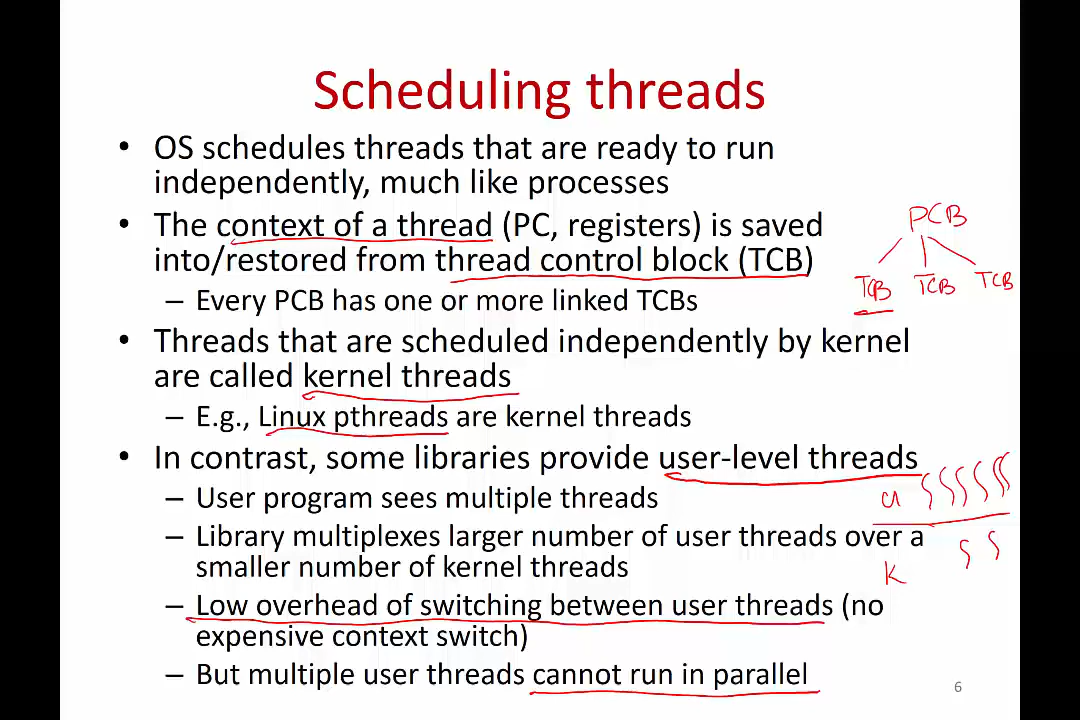 Scheduling threads
• OS schedules threads that are ready to run
independently, much like processes
• The context of a thread (PC, registers) is saved
into/restored from thread control block (TCB)
– Every PCB has one or more linked TCBs
PCB
TCB TCB TCB
• Threads that are scheduled independently by kernel
are called kernel threads
– E.g., Linux pthreads are kernel threads
• In contrast, some libraries provide user-level threads
– User program sees multiple threads
– Library multiplexes larger number of user threads over a
smaller number of kernel threads
u
K
– Low overhead of switching between user threads (no
expensive context switch)
– But multiple user threads cannot run in parallel
6